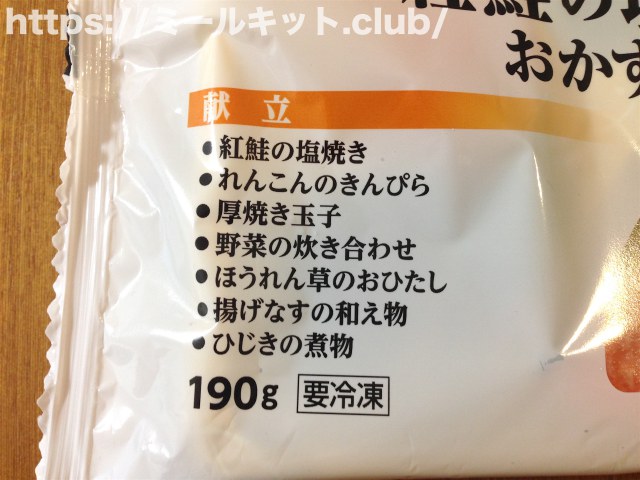 https://ミールキット.club/
おかず
献立
●紅鮭の塩焼き
●れんこんのきんぴら
●厚焼き玉子
●野菜の炊き合わせ
●ほうれん草のおひたし
●揚げなすの和え物
●ひじきの煮物
190g 要冷凍